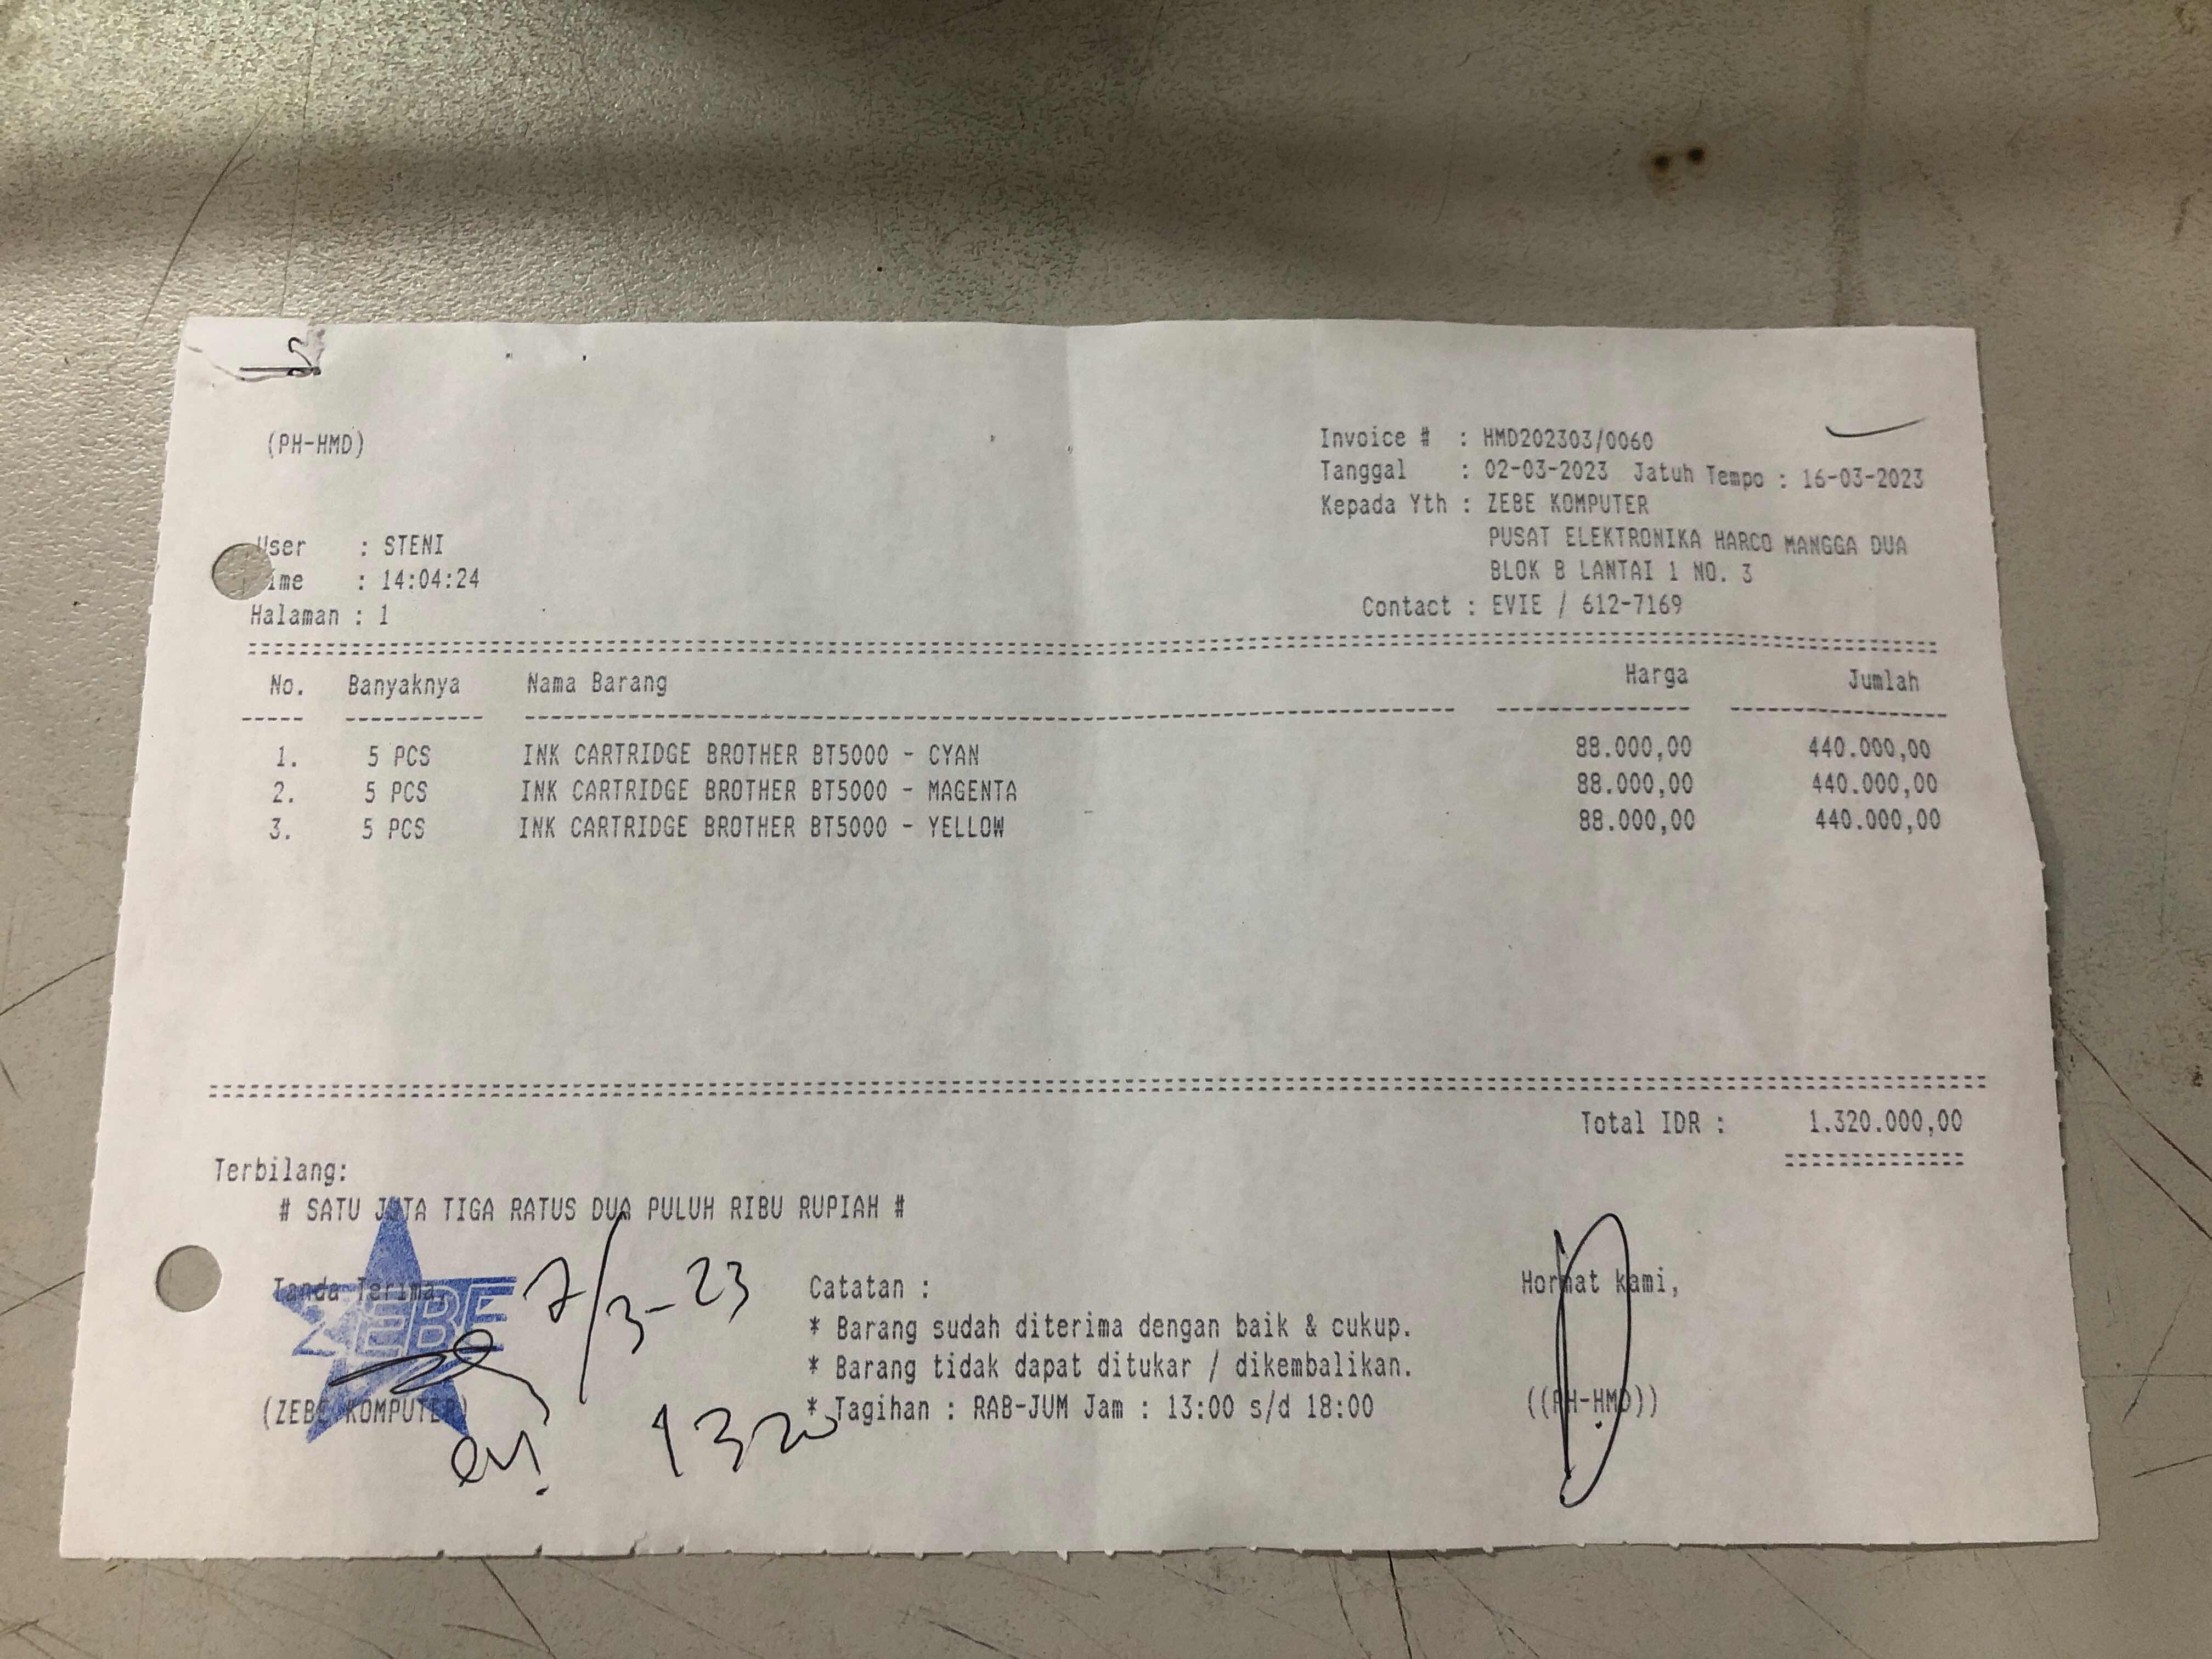 (PH-HMD)
Invoice # : HMD202303/0060
Tanggal : 02-03-2023 Jatuh Tempo : 16-03-2023
Kepada Yth : ZEBE KOMPUTER
PUSAT ELEKTRONIKA HARCO MANGGA DUA
BLOK B LANTAI 1 NO. 3
Contact : EVIE / 612-7169
User : STENI
ime : 14:04:24
Halaman : 1
No. Banyaknya Nama Barang Harga Jumlah
1. 5 PCS INK CARTRIDGE BROTHER BT5000 - CYAN 88.000,00 440.000,00
2. 5 PCS INK CARTRIDGE BROTHER BT5000 - MAGENTA 88.000,00 440.000,00
3. 5 PCS INK CARTRIDGE BROTHER BT5000 - YELLOW 88.000,00 440.000,00
Total IDR : 1.320.000,00
Terbilang:
# SATU JUTA TIGA RATUS DUA PULUH RIBU RUPIAH #
Tanda Terima,
ZEBE
7/3-23
(ZEBE KOMPUTER)
1320
Catatan :
* Barang sudah diterima dengan baik & cukup.
* Barang tidak dapat ditukar / dikembalikan.
* Tagihan : RAB-JUM Jam : 13:00 s/d 18:00
Hormat kami,
((PH-HMD))